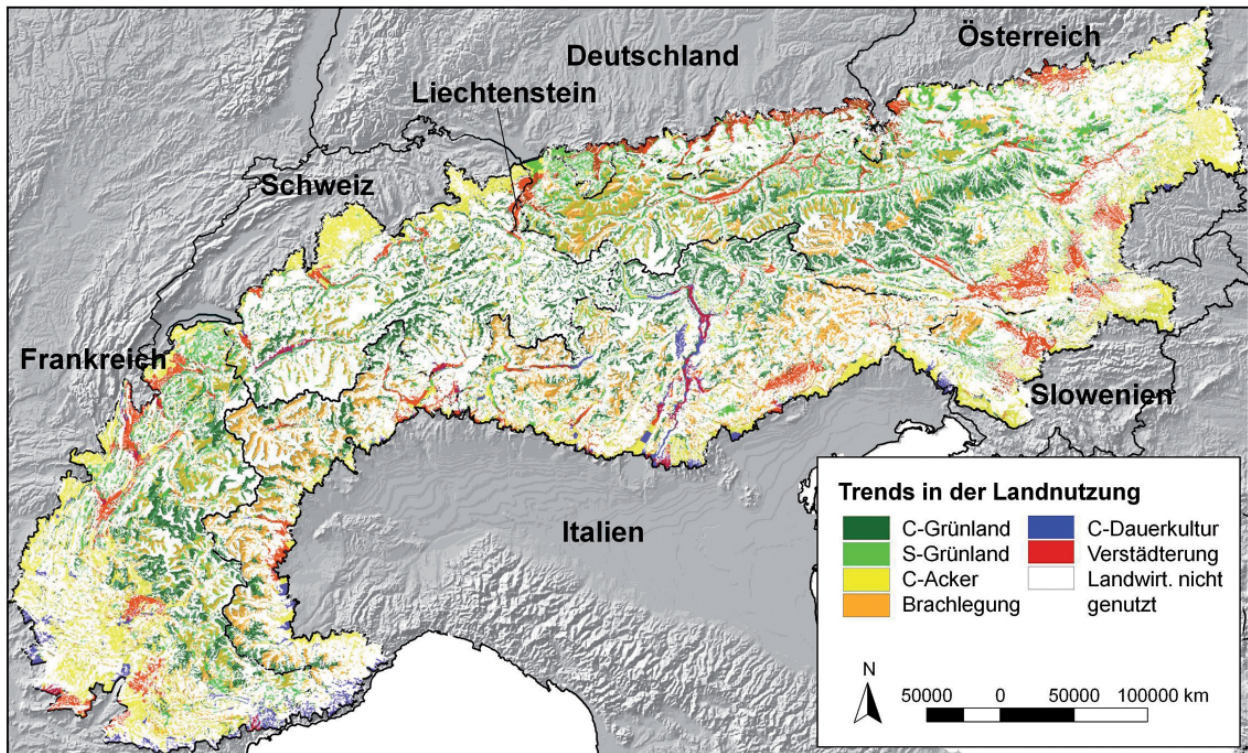 Österreich
Deutschland
Liechtenstein
Schweiz
Frankreich
Slowenien
Italien
Trends in der Landnutzung
C-Grünland
S-Grünland
C-Acker
Brachlegung
C-Dauerkultur
Verstädterung
Landwirt. nicht
genutzt
N
50000 0 50000 100000 km